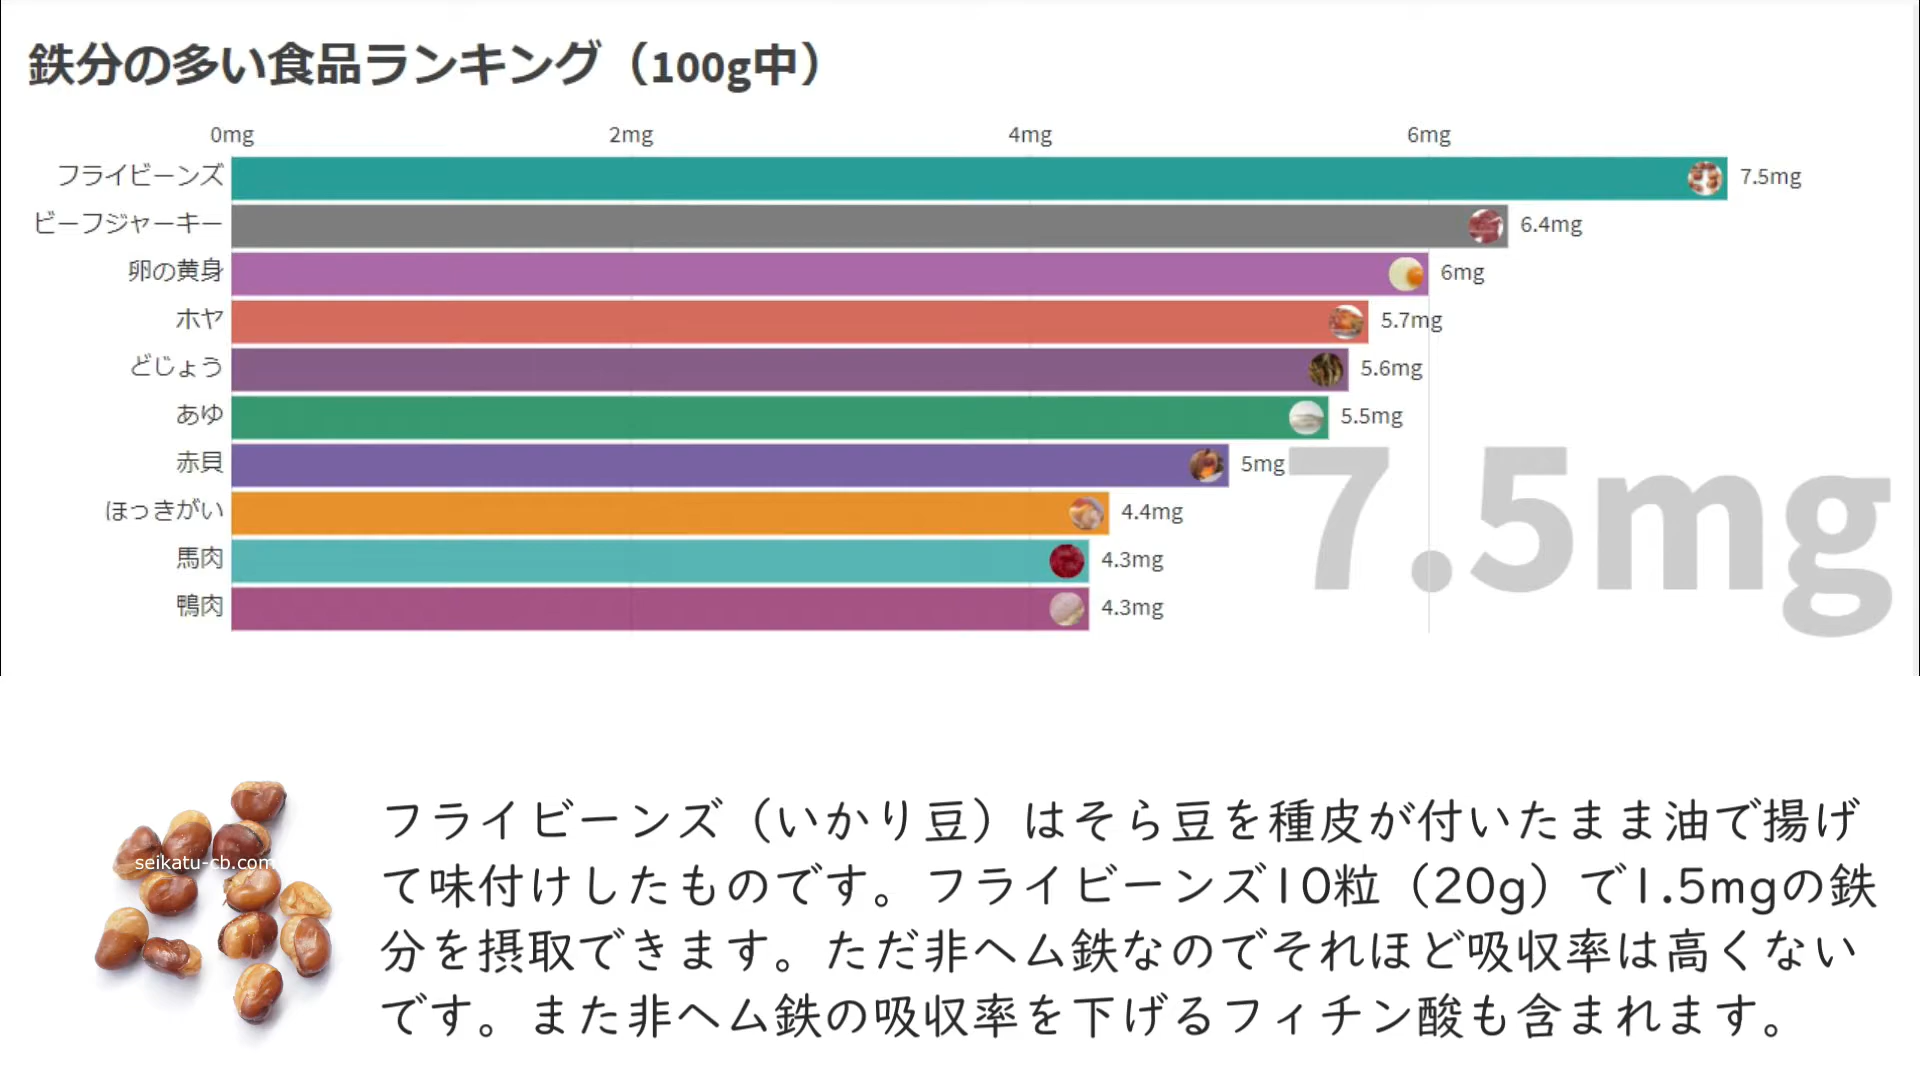 鉄分の多い食品ランキング（100g中）
0mg 2mg 4mg 6mg
フライビーンズ 7.5mg
ビーフジャーキー 6.4mg
卵の黄身 6mg
ホヤ 5.7mg
どじょう 5.6mg
あゆ 5.5mg
赤貝 5mg
ほっきがい 4.4mg
馬肉 4.3mg
鴨肉 4.3mg
7.5mg
seikatu-cb.com
フライビーンズ（いかり豆）はそら豆を種皮が付いたまま油で揚げ
て味付けしたものです。フライビーンズ10粒（20g）で1.5mgの鉄
分を摂取できます。ただ非ヘム鉄なのでそれほど吸収率は高くない
です。また非ヘム鉄の吸収率を下げるフィチン酸も含まれます。